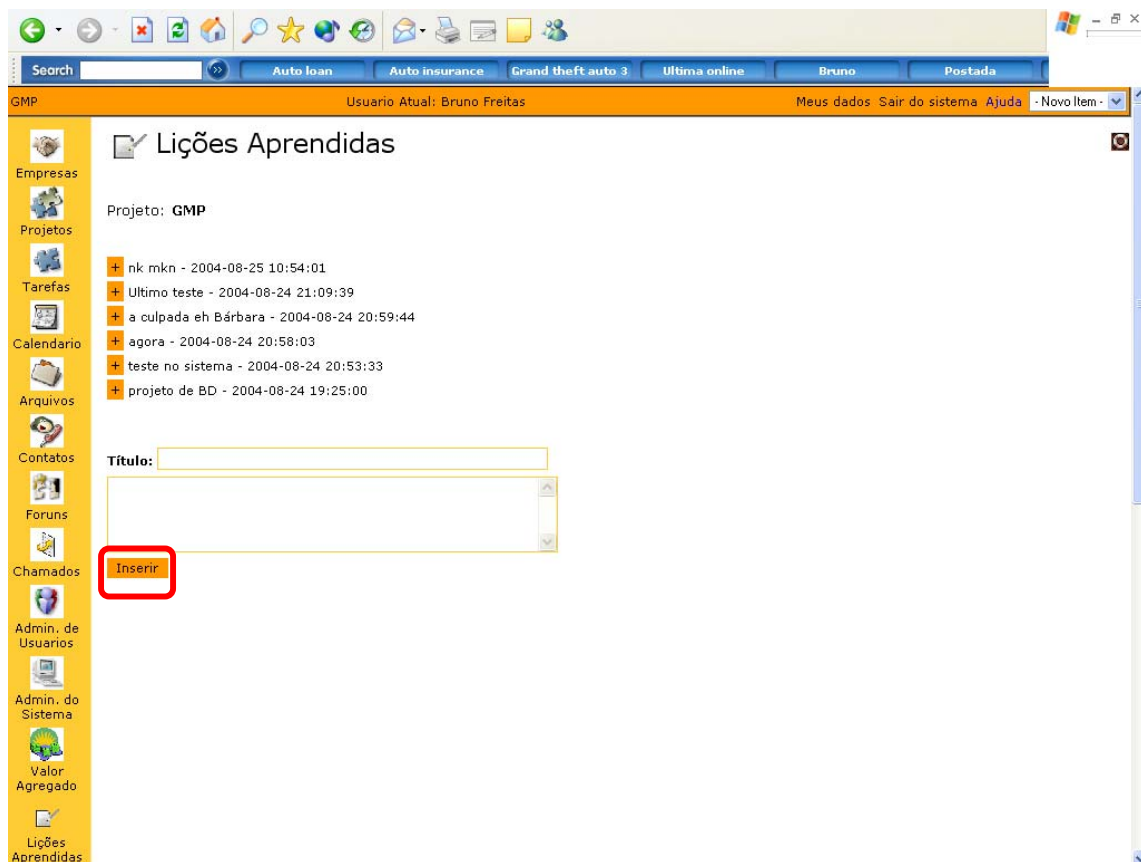 Search Auto loan Auto insurance Grand theft auto 3 Ultima online Bruno Postada
GMP Usuario Atual: Bruno Freitas Meus dados Sair do sistema Ajuda - Novo Item -
Lições Aprendidas
Empresas
Projetos
Tarefas
Calendario
Arquivos
Contatos
Foruns
Chamados
Admin. de
Usuarios
Admin. do
Sistema
Valor
Agregado
Lições
Aprendidas
Projeto: GMP
+ nk mkn - 2004-08-25 10:54:01
+ Ultimo teste - 2004-08-24 21:09:39
+ a culpada eh Bárbara - 2004-08-24 20:59:44
+ agora - 2004-08-24 20:58:03
+ teste no sistema - 2004-08-24 20:53:33
+ projeto de BD - 2004-08-24 19:25:00
Título:
Inserir